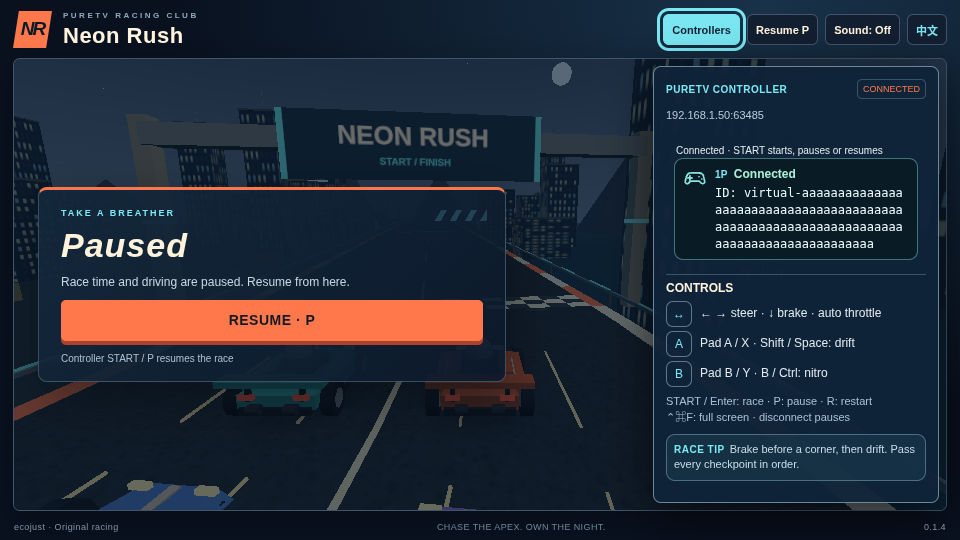 NR
PURETV RACING CLUB
Neon Rush
Controllers
Resume P
Sound: Off
中文
NEON RUSH
START / FINISH
TAKE A BREATHER
Paused
Race time and driving are paused. Resume from here.
RESUME · P
Controller START / P resumes the race
PURETV CONTROLLER
CONNECTED
192.168.1.50:63485
Connected · START starts, pauses or resumes
1P Connected
ID: virtual-aaaaaaaaaaaaaa
aaaaaaaaaaaaaaaaaaaaaaaaaa
aaaaaaaaaaaaaaaaaaaaaaaaaa
aaaaaaaaaaaaaaaaaaaaaa
CONTROLS
↔ ← → steer · ↓ brake · auto throttle
A Pad A / X · Shift / Space: drift
B Pad B / Y · B / Ctrl: nitro
START / Enter: race · P: pause · R: restart
⌃⌘F: full screen · disconnect pauses
RACE TIP Brake before a corner, then drift. Pass
every checkpoint in order.
ecojust · Original racing
CHASE THE APEX. OWN THE NIGHT.
0.1.4